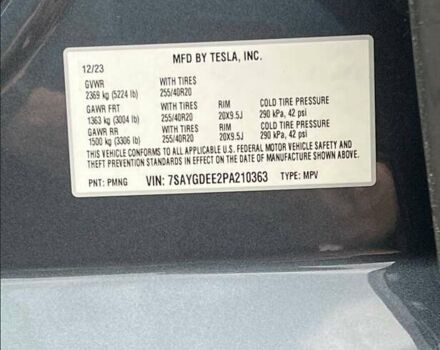 MFD BY TESLA, INC.
12/23
GVWR WITH TIRES
2369 kg (5224 lb) 255/40R20
GAWR FRT WITH TIRES RIM COLD TIRE PRESSURE
1363 kg (3004 lb) 255/40R20 20X9.5J 290 kPa, 42 psi
GAWR RR WITH TIRES RIM COLD TIRE PRESSURE
1500 kg (3306 lb) 255/40R20 20X9.5J 290 kPa, 42 psi
THIS VEHICLE CONFORMS TO ALL APPLICABLE U.S. FEDERAL MOTOR VEHICLE SAFETY AND
THEFT PREVENTION STANDARDS IN EFFECT ON THE DATE OF MANUFACTURE SHOWN ABOVE.
PNT: PMNG VIN: 7SAYGDEE2PA210363 TYPE: MPV